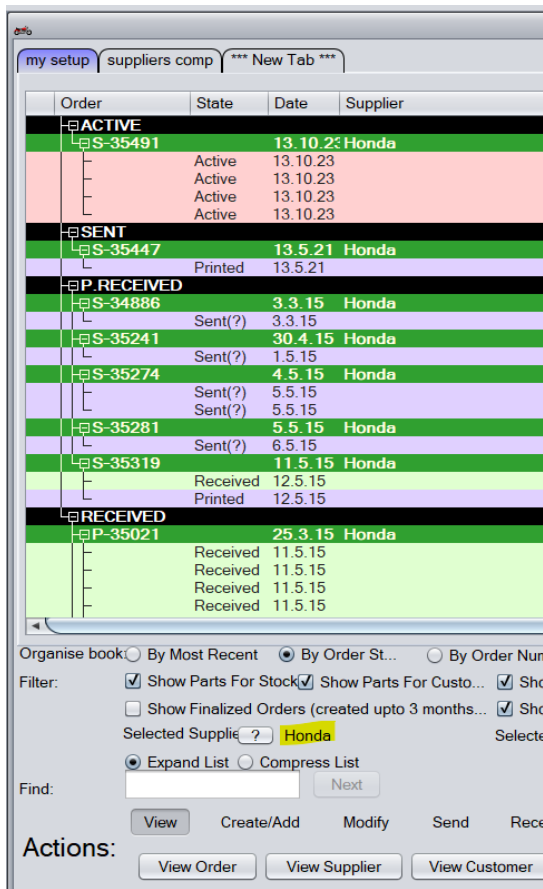 my setup suppliers comp *** New Tab ***
Order State Date Supplier
ACTIVE
S-35491 13.10.23 Honda
Active 13.10.23
Active 13.10.23
Active 13.10.23
Active 13.10.23
SENT
S-35447 13.5.21 Honda
Printed 13.5.21
P.RECEIVED
S-34886 3.3.15 Honda
Sent(?) 3.3.15
S-35241 30.4.15 Honda
Sent(?) 1.5.15
S-35274 4.5.15 Honda
Sent(?) 5.5.15
Sent(?) 5.5.15
S-35281 5.5.15 Honda
Sent(?) 6.5.15
S-35319 11.5.15 Honda
Received 12.5.15
Printed 12.5.15
RECEIVED
P-35021 25.3.15 Honda
Received 11.5.15
Received 11.5.15
Received 11.5.15
Received 11.5.15
Organise book: By Most Recent By Order St... By Order Num
Filter: Show Parts For Stock Show Parts For Custo... Sho
Show Finalized Orders (created upto 3 months... Sho
Selected Supplie ? Honda Selecte
Expand List Compress List
Find: Next
View Create/Add Modify Send Rece
Actions:
View Order View Supplier View Customer